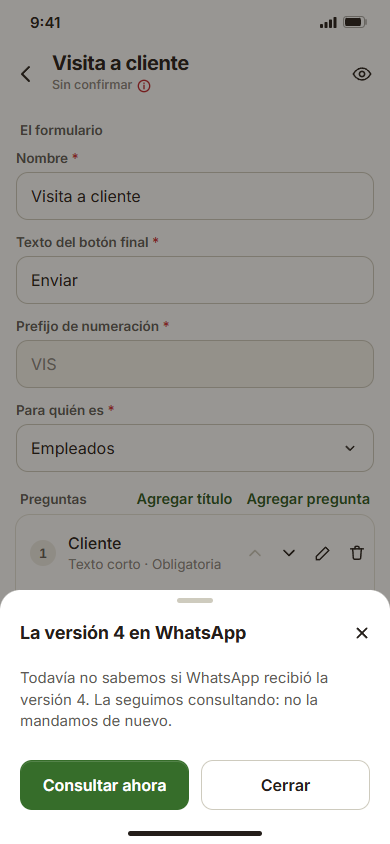 9:41
Visita a cliente
Sin confirmar
El formulario
Nombre *
Visita a cliente
Texto del botón final *
Enviar
Prefijo de numeración *
VIS
Para quién es *
Empleados
Preguntas Agregar título Agregar pregunta
1 Cliente
Texto corto · Obligatoria
La versión 4 en WhatsApp
Todavía no sabemos si WhatsApp recibió la
versión 4. La seguimos consultando: no la
mandamos de nuevo.
Consultar ahora Cerrar